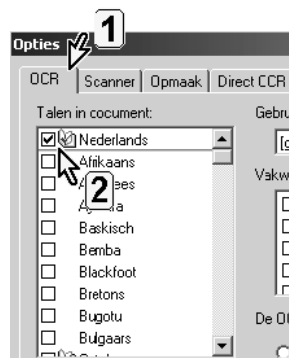 Opties
1
OCR Scanner Opmaak Direct CCR
Talen in cocument:
Gebru
Nederlands
Afrikaans
Vakw
2
Baskisch
Bemba
Blackfoot
Bretons
Bugotu
De O
Bulgaars